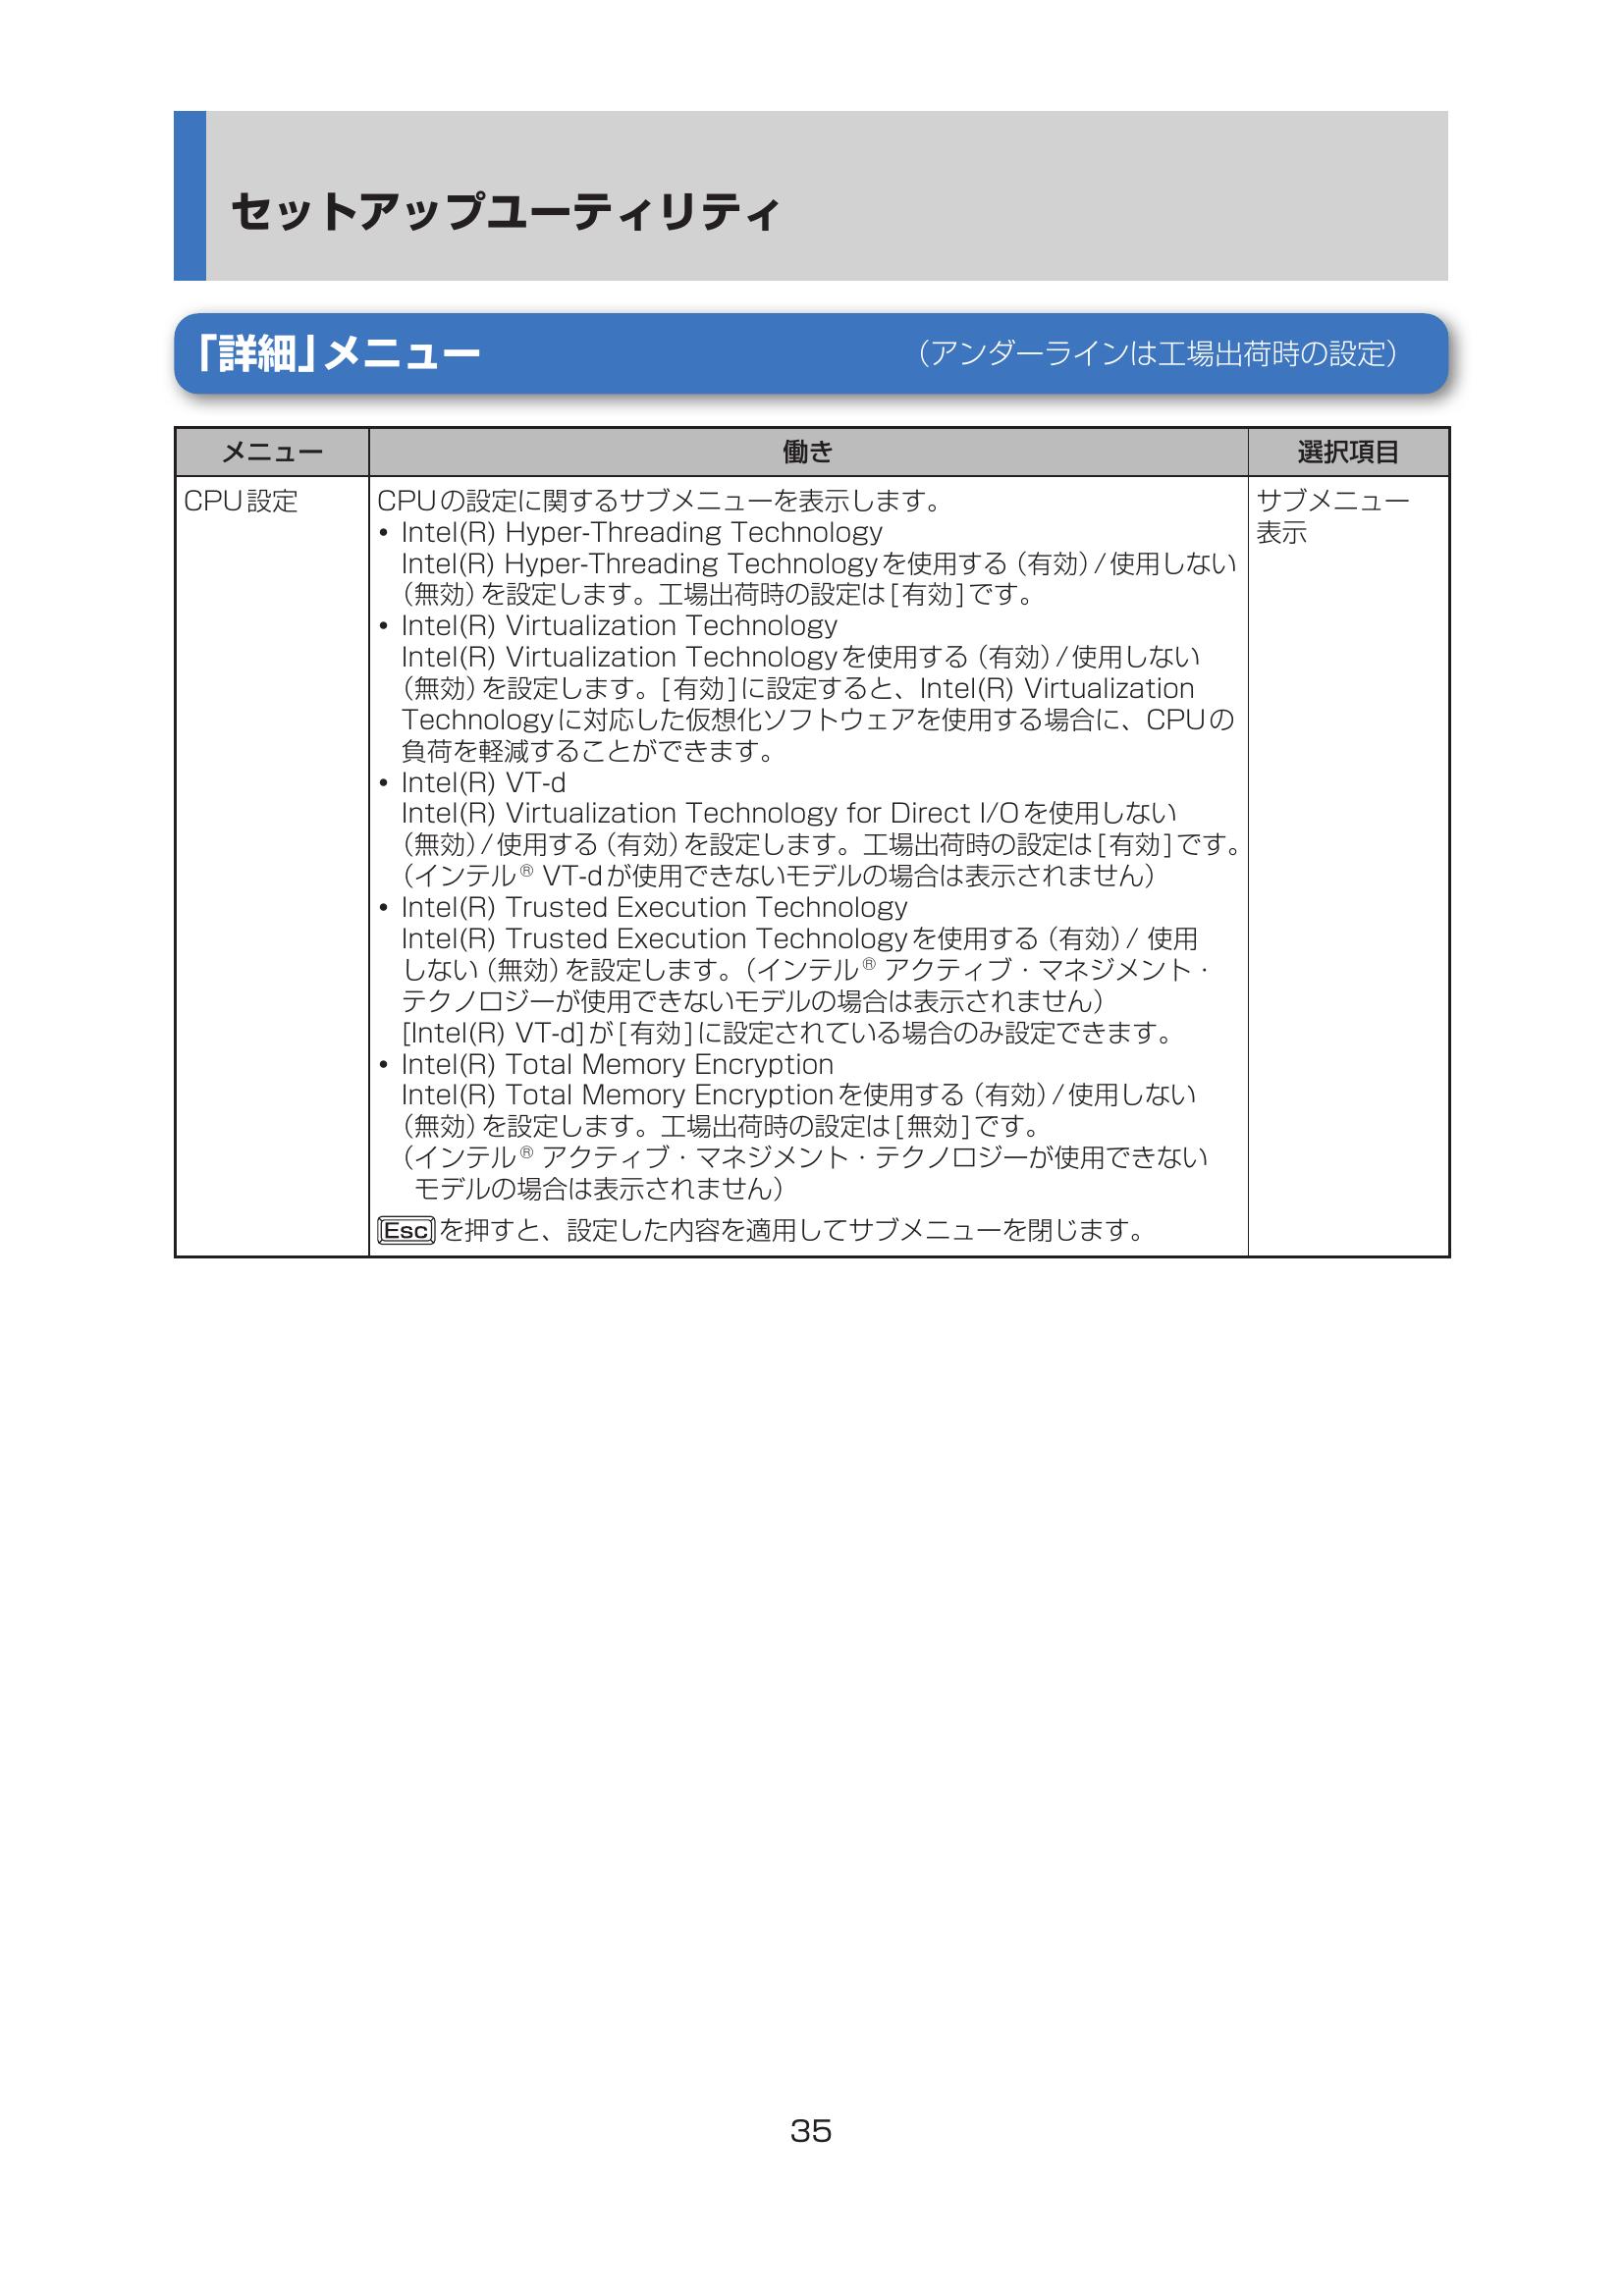 セットアップユーティリティ
「詳細」メニュー
（アンダーラインは工場出荷時の設定）
メニュー
働き
選択項目
CPU設定
CPUの設定に関するサブメニューを表示します。
• Intel(R) Hyper-Threading Technology
Intel(R) Hyper-Threading Technologyを使用する（有効）/使用しない
（無効）を設定します。工場出荷時の設定は[有効]です。
• Intel(R) Virtualization Technology
Intel(R) Virtualization Technologyを使用する（有効）/使用しない
（無効）を設定します。[有効]に設定すると、Intel(R) Virtualization
Technologyに対応した仮想化ソフトウェアを使用する場合に、CPUの
負荷を軽減することができます。
• Intel(R) VT-d
Intel(R) Virtualization Technology for Direct I/Oを使用しない
（無効）/使用する（有効）を設定します。工場出荷時の設定は[有効]です。
（インテル® VT-dが使用できないモデルの場合は表示されません）
• Intel(R) Trusted Execution Technology
Intel(R) Trusted Execution Technologyを使用する（有効）/ 使用
しない（無効）を設定します。（インテル® アクティブ・マネジメント・
テクノロジーが使用できないモデルの場合は表示されません）
[Intel(R) VT-d]が[有効]に設定されている場合のみ設定できます。
• Intel(R) Total Memory Encryption
Intel(R) Total Memory Encryptionを使用する（有効）/使用しない
（無効）を設定します。工場出荷時の設定は[無効]です。
（インテル® アクティブ・マネジメント・テクノロジーが使用できない
モデルの場合は表示されません）
Escを押すと、設定した内容を適用してサブメニューを閉じます。
サブメニュー
表示
35